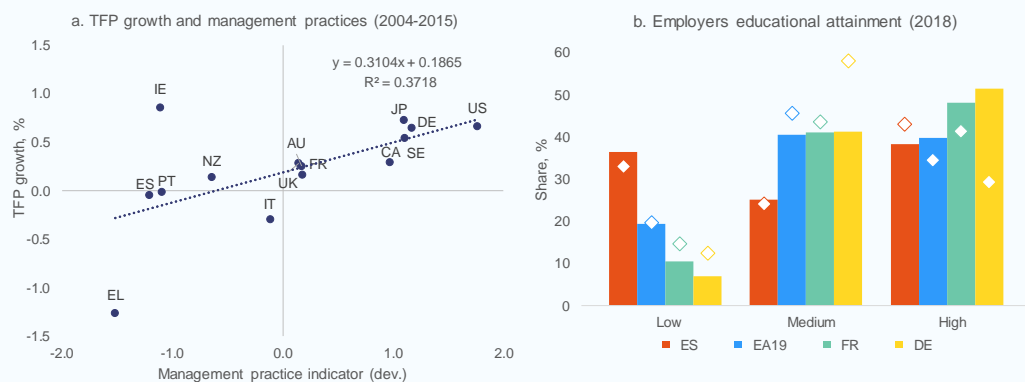 a. TFP growth and management practices (2004-2015)
TFP growth, %
1.5
1.0
0.5
0.0
-0.5
-1.0
-1.5
y = 0.3104x + 0.1865
R² = 0.3718
IE
JP
US
DE
AU
CA SE
NZ
FR
ES PT
UK
IT
EL
-2.0 -1.0 0.0 1.0 2.0
Management practice indicator (dev.)
b. Employers educational attainment (2018)
Share, %
60
50
40
30
20
10
0
Low Medium High
ES EA19 FR DE